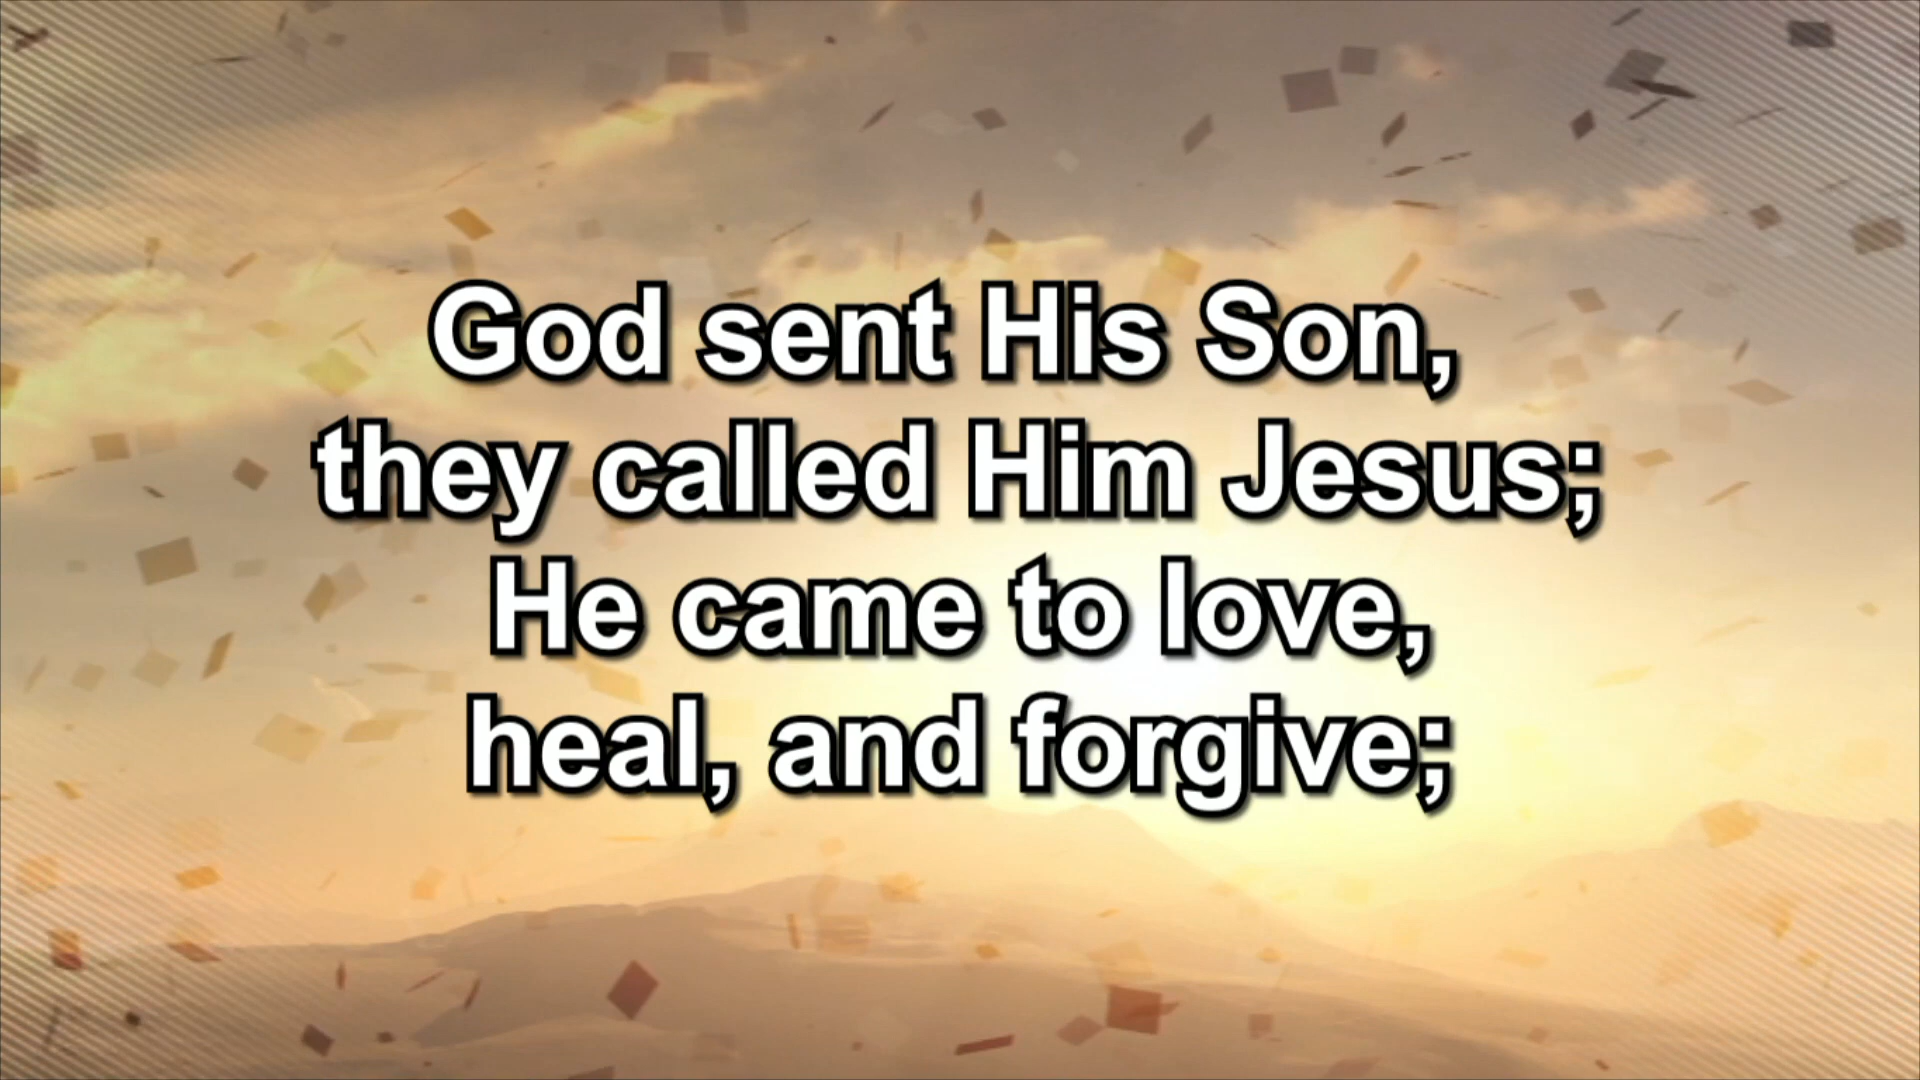 God sent His Son,
they called Him Jesus;
He came to love,
heal, and forgive;